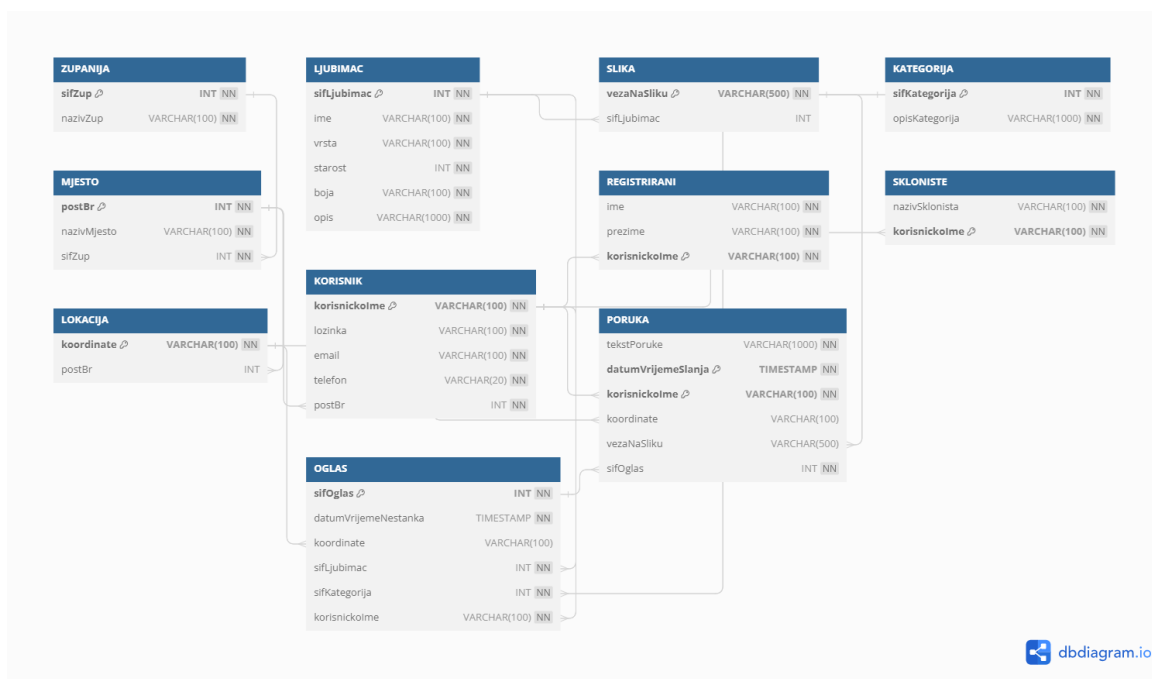 ZUPANIJA
sifZup INT NN
nazivZup VARCHAR(100) NN
MJESTO
postBr INT NN
nazivMjesto VARCHAR(100) NN
sifZup INT NN
LOKACIJA
koordinate VARCHAR(100) NN
postBr INT
LJUBIMAC
sifLjubimac INT NN
ime VARCHAR(100) NN
vrsta VARCHAR(100) NN
starost INT NN
boja VARCHAR(100) NN
opis VARCHAR(1000) NN
KORISNIK
korisnickoIme VARCHAR(100) NN
lozinka VARCHAR(100) NN
email VARCHAR(100) NN
telefon VARCHAR(20) NN
postBr INT NN
OGLAS
sifOglas INT NN
datumVrijemeNestanka TIMESTAMP NN
koordinate VARCHAR(100)
sifLjubimac INT NN
sifKategorija INT NN
korisnickoIme VARCHAR(100) NN
SLIKA
vezaNaSliku VARCHAR(500) NN
sifLjubimac INT
REGISTRIRANI
ime VARCHAR(100) NN
prezime VARCHAR(100) NN
korisnickoIme VARCHAR(100) NN
PORUKA
tekstPoruke VARCHAR(1000) NN
datumVrijemeSlanja TIMESTAMP NN
korisnickoIme VARCHAR(100) NN
koordinate VARCHAR(100)
vezaNaSliku VARCHAR(500)
sifOglas INT NN
KATEGORIJA
sifKategorija INT NN
opisKategorija VARCHAR(1000) NN
SKLONISTE
nazivSklonista VARCHAR(100) NN
korisnickoIme VARCHAR(100) NN
dbdiagram.io